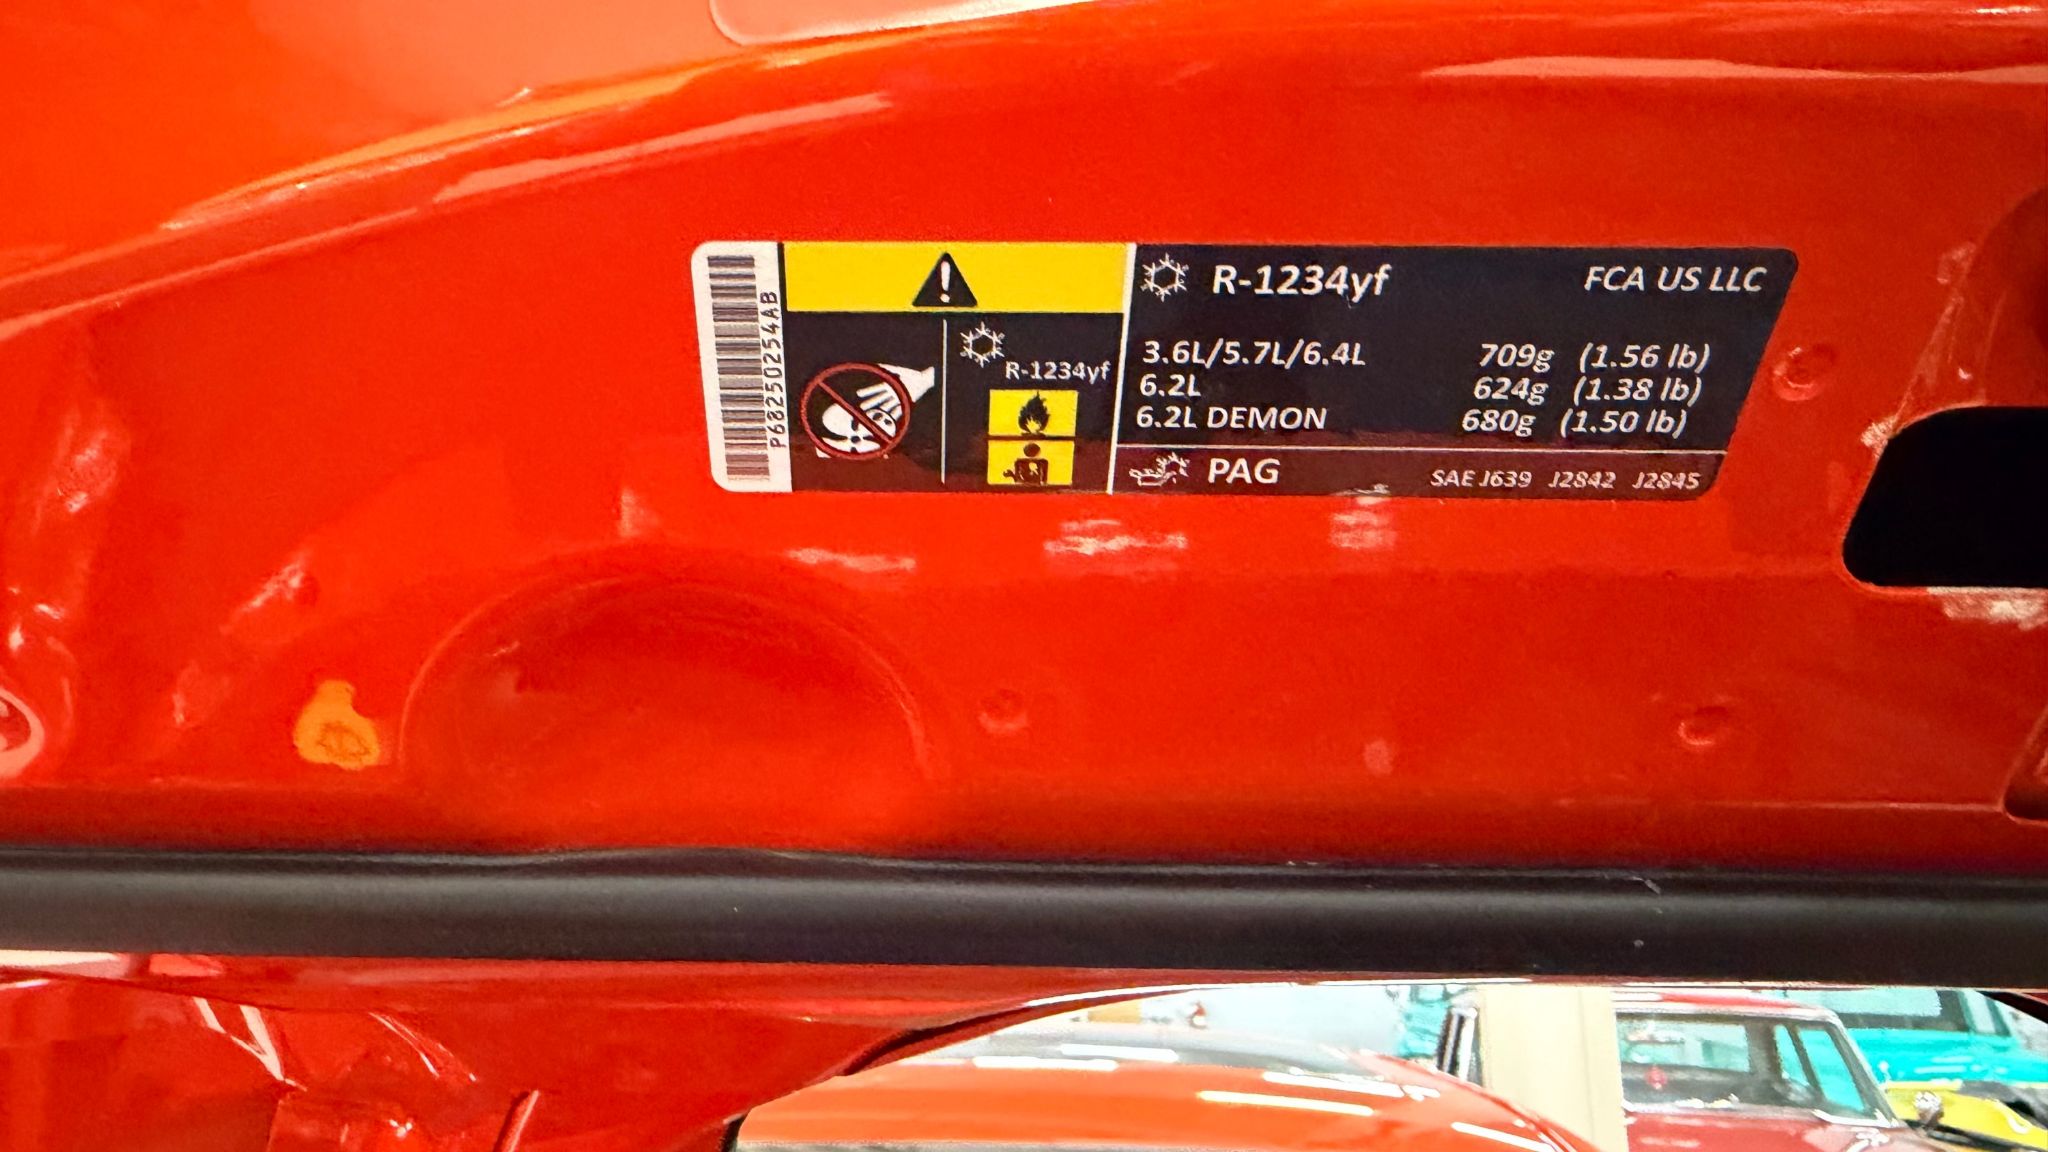 P68250254AB
R-1234yf
R-1234yf FCA US LLC
3.6L/5.7L/6.4L 709g (1.56 lb)
6.2L 624g (1.38 lb)
6.2L DEMON 680g (1.50 lb)
PAG SAE J639 J2842 J2845